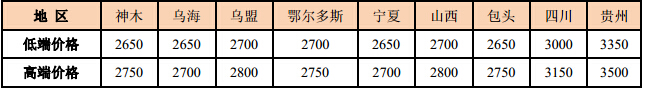 地 区 神木 乌海 乌盟 鄂尔多斯 宁夏 山西 包头 四川 贵州
低端价格 2650 2650 2700 2700 2650 2700 2650 3000 3350
高端价格 2750 2700 2800 2750 2700 2800 2750 3150 3500